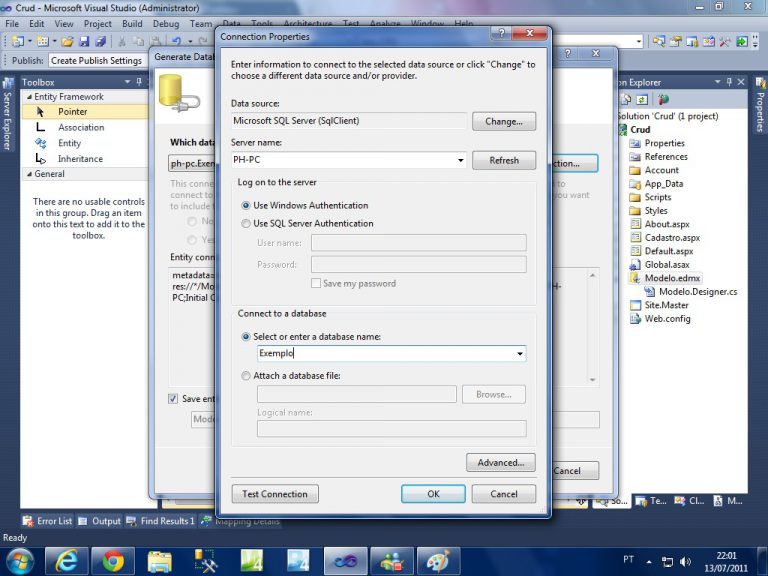 Crud - Microsoft Visual Studio (Administrator)
File Edit View Project Build Debug Team Data Tools Architecture Test Analyze Window Help
Publish: Create Publish Settings
Toolbox
Entity Framework
Pointer
Association
Entity
Inheritance
General
There are no usable controls
in this group. Drag an item
onto this text to add it to the
toolbox.
Server Explorer
Generate Datab
Which data
ph-pc.Exem
ction...
This conne
to
connect to
you want
to include t
No,
Yes
Entity conn
metadata=
res://*/Mo
H-
PC;Initial C
Save ent
Mode
Cancel
Connection Properties
Enter information to connect to the selected data source or click "Change" to
choose a different data source and/or provider.
Data source:
Microsoft SQL Server (SqlClient)
Change...
Server name:
PH-PC
Refresh
Log on to the server
Use Windows Authentication
Use SQL Server Authentication
User name:
Password:
Save my password
Connect to a database
Select or enter a database name:
Exemplo
Attach a database file:
Browse...
Logical name:
Advanced...
Test Connection
OK
Cancel
on Explorer
Solution 'Crud' (1 project)
Crud
Properties
References
Account
App_Data
Scripts
Styles
About.aspx
Cadastro.aspx
Default.aspx
Global.asax
Modelo.edmx
Modelo.Designer.cs
Site.Master
Web.config
Properties
So...
Te...
Cl...
M...
Error List
Output
Find Results 1
Mapping Details
Ready
PT
22:01
13/07/2011